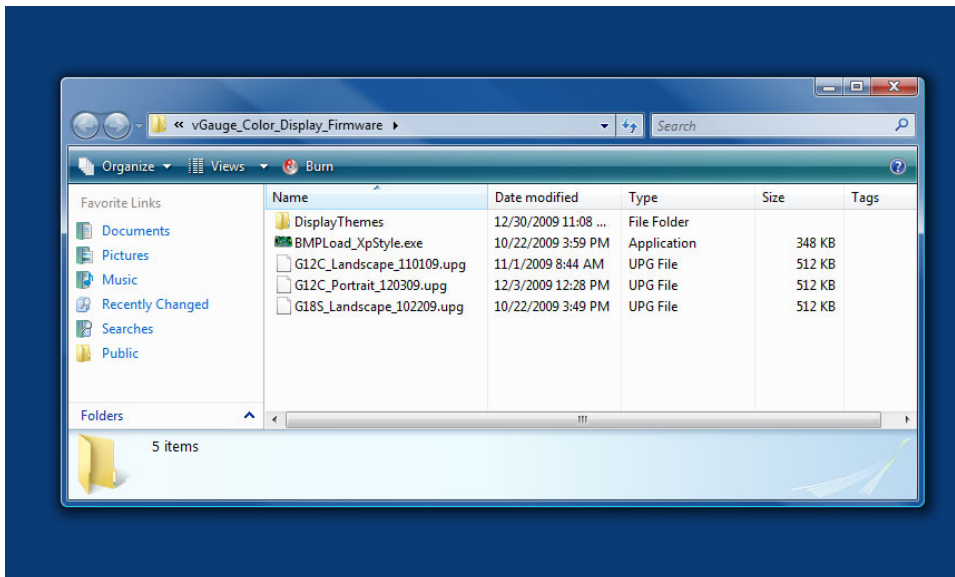 « vGauge_Color_Display_Firmware
Search
Organize Views Burn
Favorite Links
Documents
Pictures
Music
Recently Changed
Searches
Public
Folders
Name Date modified Type Size Tags
DisplayThemes 12/30/2009 11:08 ... File Folder
BMPLoad_XpStyle.exe 10/22/2009 3:59 PM Application 348 KB
G12C_Landscape_110109.upg 11/1/2009 8:44 AM UPG File 512 KB
G12C_Portrait_120309.upg 12/3/2009 12:28 PM UPG File 512 KB
G18S_Landscape_102209.upg 10/22/2009 3:49 PM UPG File 512 KB
5 items